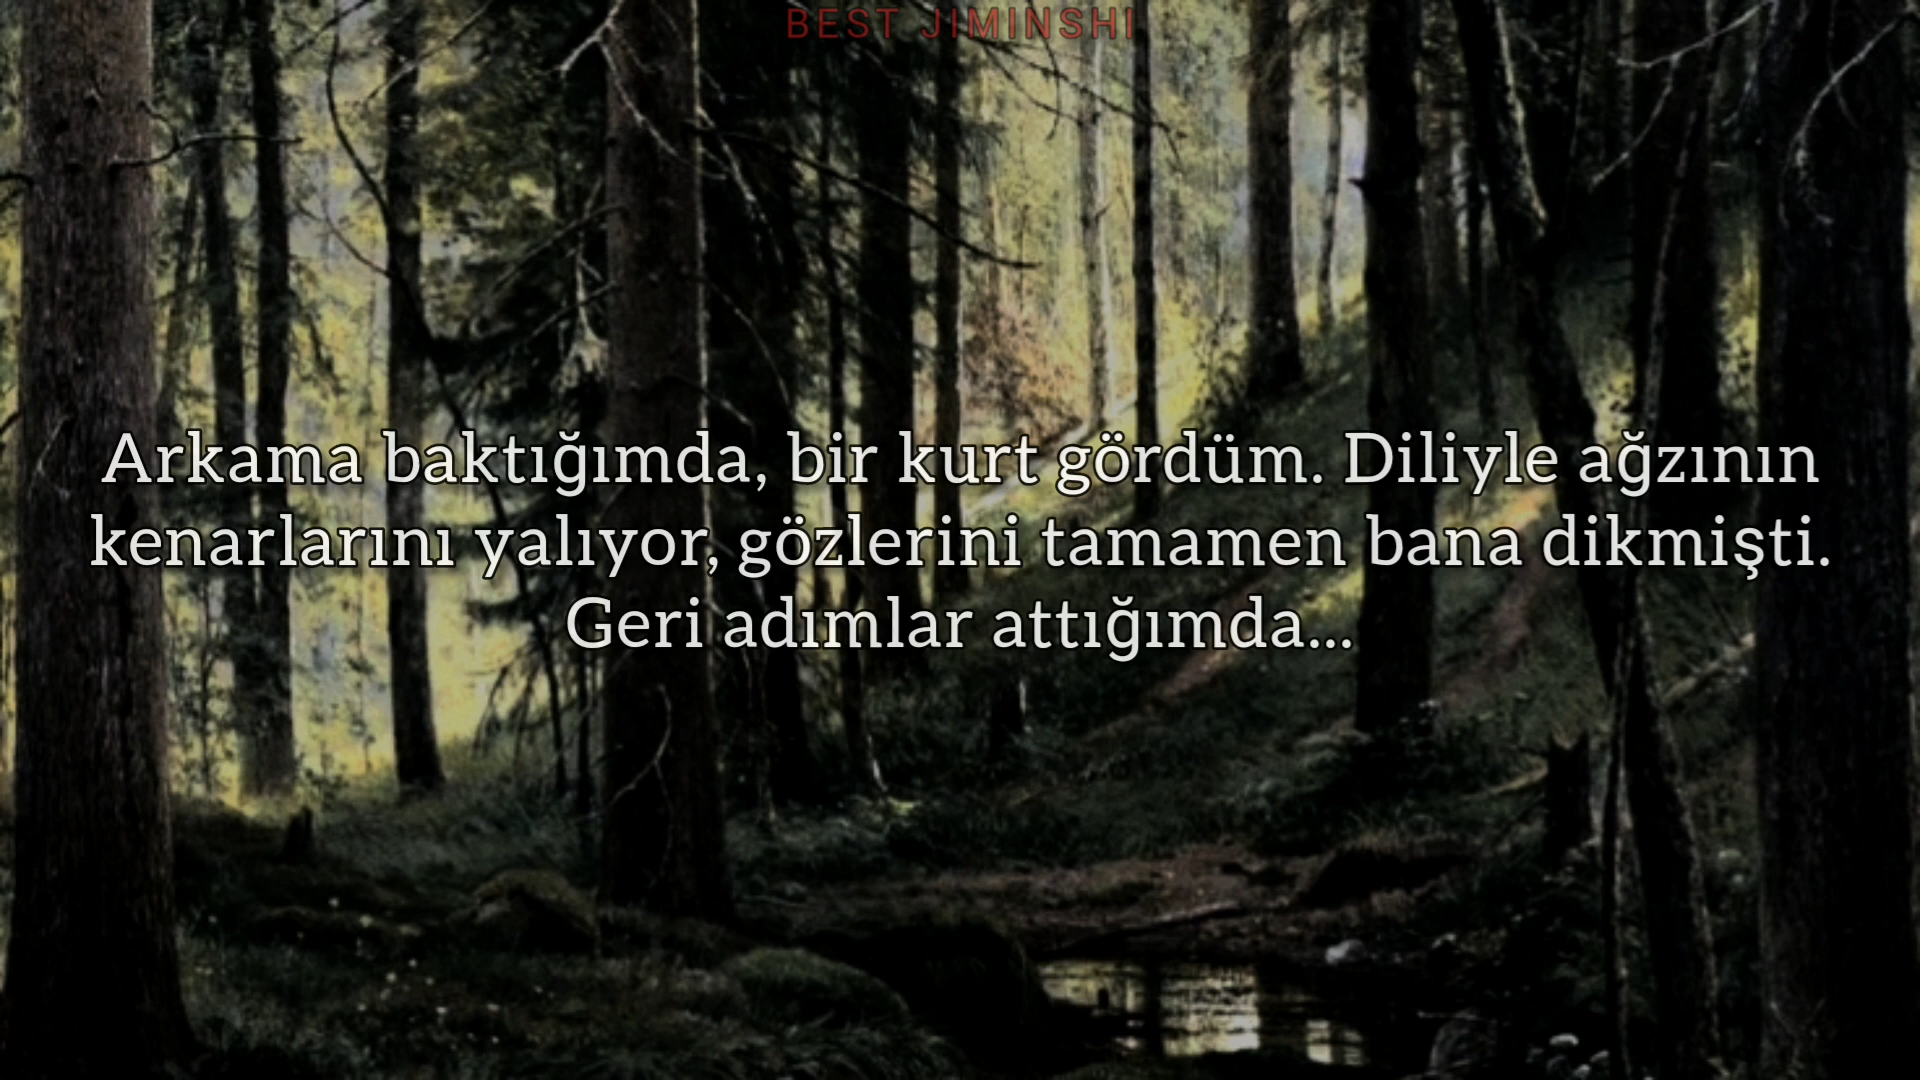 BEST JIMINSHI
Arkama baktığımda, bir kurt gördüm. Diliyle ağzının
kenarlarını yalıyor, gözlerini tamamen bana dikmişti.
Geri adımlar attığımda...